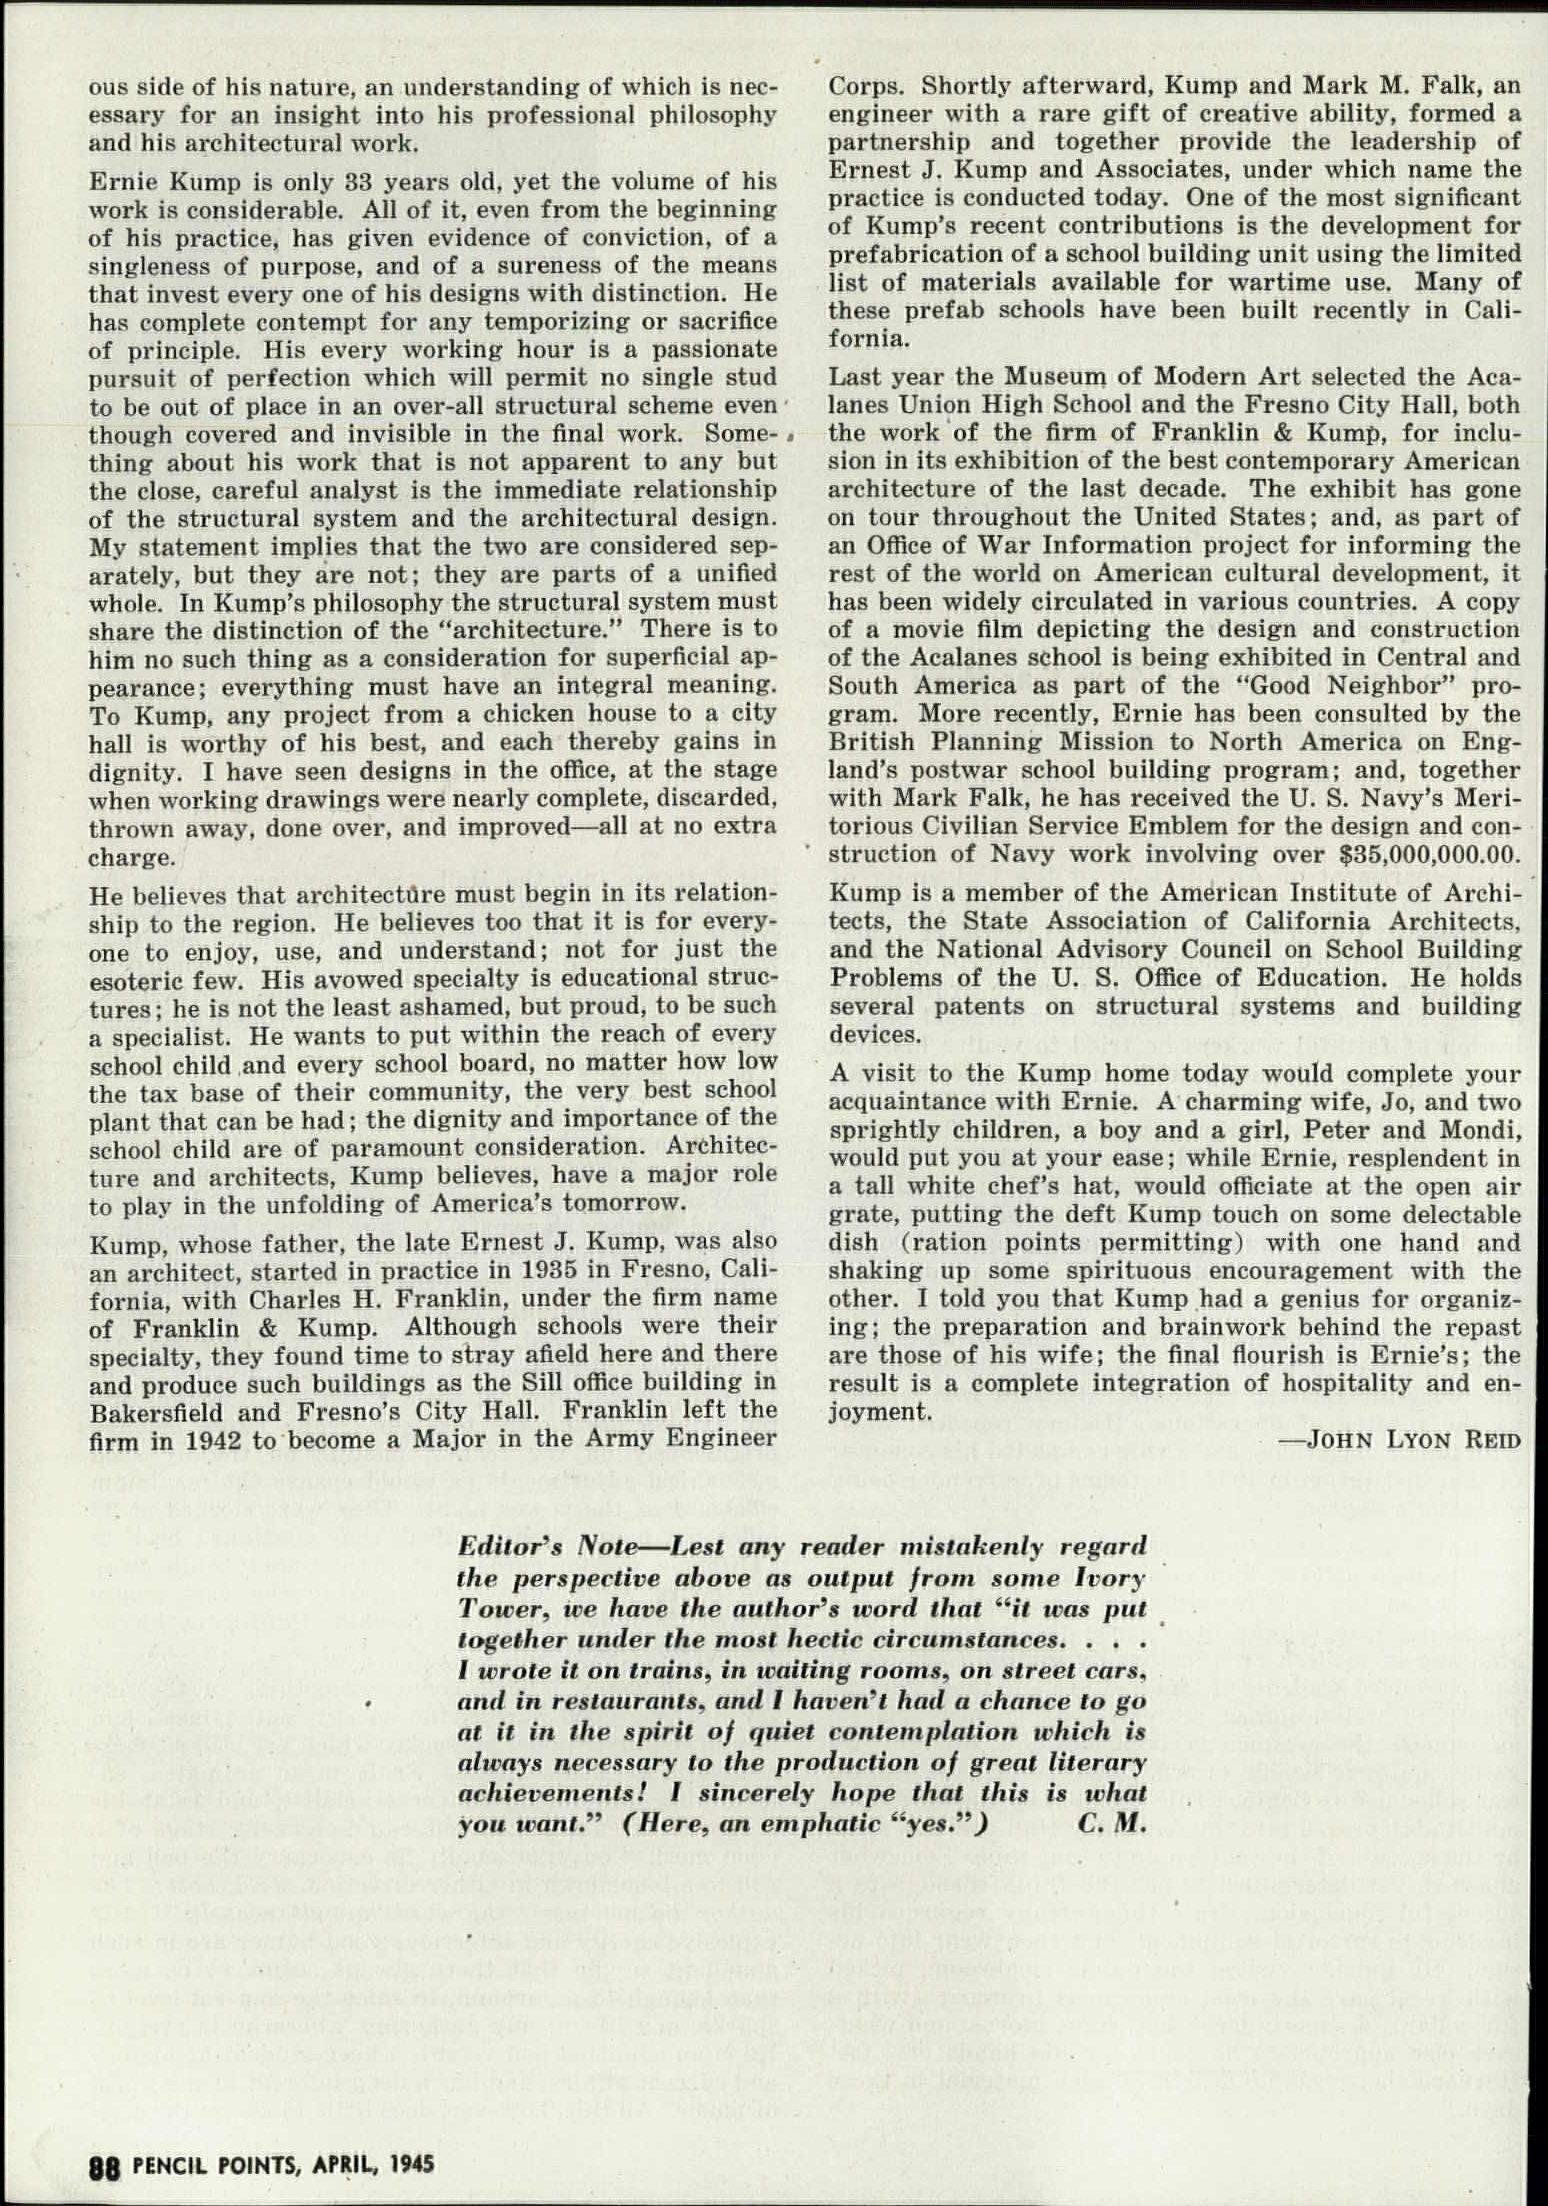 ous side of his nature, an understanding of which is nec-
essary for an insight into his professional philosophy
and his architectural work.
Ernie Kump is only 33 years old, yet the volume of his
work is considerable. All of it, even from the beginning
of his practice, has given evidence of conviction, of a
singleness of purpose, and of a sureness of the means
that invest every one of his designs with distinction. He
has complete contempt for any temporizing or sacrifice
of principle. His every working hour is a passionate
pursuit of perfection which will permit no single stud
to be out of place in an over-all structural scheme even
though covered and invisible in the final work. Some-
thing about his work that is not apparent to any but
the close, careful analyst is the immediate relationship
of the structural system and the architectural design.
My statement implies that the two are considered sep-
arately, but they are not; they are parts of a unified
whole. In Kump's philosophy the structural system must
share the distinction of the "architecture." There is to
him no such thing as a consideration for superficial ap-
pearance; everything must have an integral meaning.
To Kump, any project from a chicken house to a city
hall is worthy of his best, and each thereby gains in
dignity. I have seen designs in the office, at the stage
when working drawings were nearly complete, discarded,
thrown away, done over, and improved—all at no extra
charge.
He believes that architecture must begin in its relation-
ship to the region. He believes too that it is for every-
one to enjoy, use, and understand; not for just the
esoteric few. His avowed specialty is educational struc-
tures; he is not the least ashamed, but proud, to be such
a specialist. He wants to put within the reach of every
school child and every school board, no matter how low
the tax base of their community, the very best school
plant that can be had; the dignity and importance of the
school child are of paramount consideration. Architec-
ture and architects, Kump believes, have a major role
to play in the unfolding of America's tomorrow.
Kump, whose father, the late Ernest J. Kump, was also
an architect, started in practice in 1935 in Fresno, Cali-
fornia, with Charles H. Franklin, under the firm name
of Franklin & Kump. Although schools were their
specialty, they found time to stray afield here and there
and produce such buildings as the Sill office building in
Bakersfield and Fresno's City Hall. Franklin left the
firm in 1942 to become a Major in the Army Engineer
Corps. Shortly afterward, Kump and Mark M. Falk, an
engineer with a rare gift of creative ability, formed a
partnership and together provide the leadership of
Ernest J. Kump and Associates, under which name the
practice is conducted today. One of the most significant
of Kump's recent contributions is the development for
prefabrication of a school building unit using the limited
list of materials available for wartime use. Many of
these prefab schools have been built recently in Cali-
fornia.
Last year the Museum of Modern Art selected the Aca-
lanes Union High School and the Fresno City Hall, both
the work of the firm of Franklin & Kump, for inclu-
sion in its exhibition of the best contemporary American
architecture of the last decade. The exhibit has gone
on tour throughout the United States; and, as part of
an Office of War Information project for informing the
rest of the world on American cultural development, it
has been widely circulated in various countries. A copy
of a movie film depicting the design and construction
of the Acalanes school is being exhibited in Central and
South America as part of the "Good Neighbor" pro-
gram. More recently, Ernie has been consulted by the
British Planning Mission to North America on Eng-
land's postwar school building program; and, together
with Mark Falk, he has received the U. S. Navy's Meri-
torious Civilian Service Emblem for the design and con-
struction of Navy work involving over $35,000,000.00.
Kump is a member of the American Institute of Archi-
tects, the State Association of California Architects,
and the National Advisory Council on School Building
Problems of the U. S. Office of Education. He holds
several patents on structural systems and building
devices.
A visit to the Kump home today would complete your
acquaintance with Ernie. A charming wife, Jo, and two
sprightly children, a boy and a girl, Peter and Mondi,
would put you at your ease; while Ernie, resplendent in
a tall white chef's hat, would officiate at the open air
grate, putting the deft Kump touch on some delectable
dish (ration points permitting) with one hand and
shaking up some spirituous encouragement with the
other. I told you that Kump had a genius for organiz-
ing; the preparation and brainwork behind the repast
are those of his wife; the final flourish is Ernie's; the
result is a complete integration of hospitality and en-
joyment.
—JOHN LYON REID
Editor's Note—Lest any reader mistakenly regard
the perspective above as output from some Ivory
Tower, we have the author's word that "it was put
together under the most hectic circumstances. . . .
I wrote it on trains, in waiting rooms, on street cars,
and in restaurants, and I haven't had a chance to go
at it in the spirit of quiet contemplation which is
always necessary to the production of great literary
achievements! I sincerely hope that this is what
you want." (Here, an emphatic "yes.") C. M.
88 PENCIL POINTS, APRIL, 1945